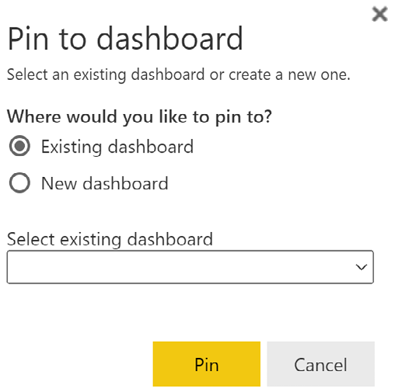 Pin to dashboard
Select an existing dashboard or create a new one.
Where would you like to pin to?
Existing dashboard
New dashboard
Select existing dashboard
Pin
Cancel